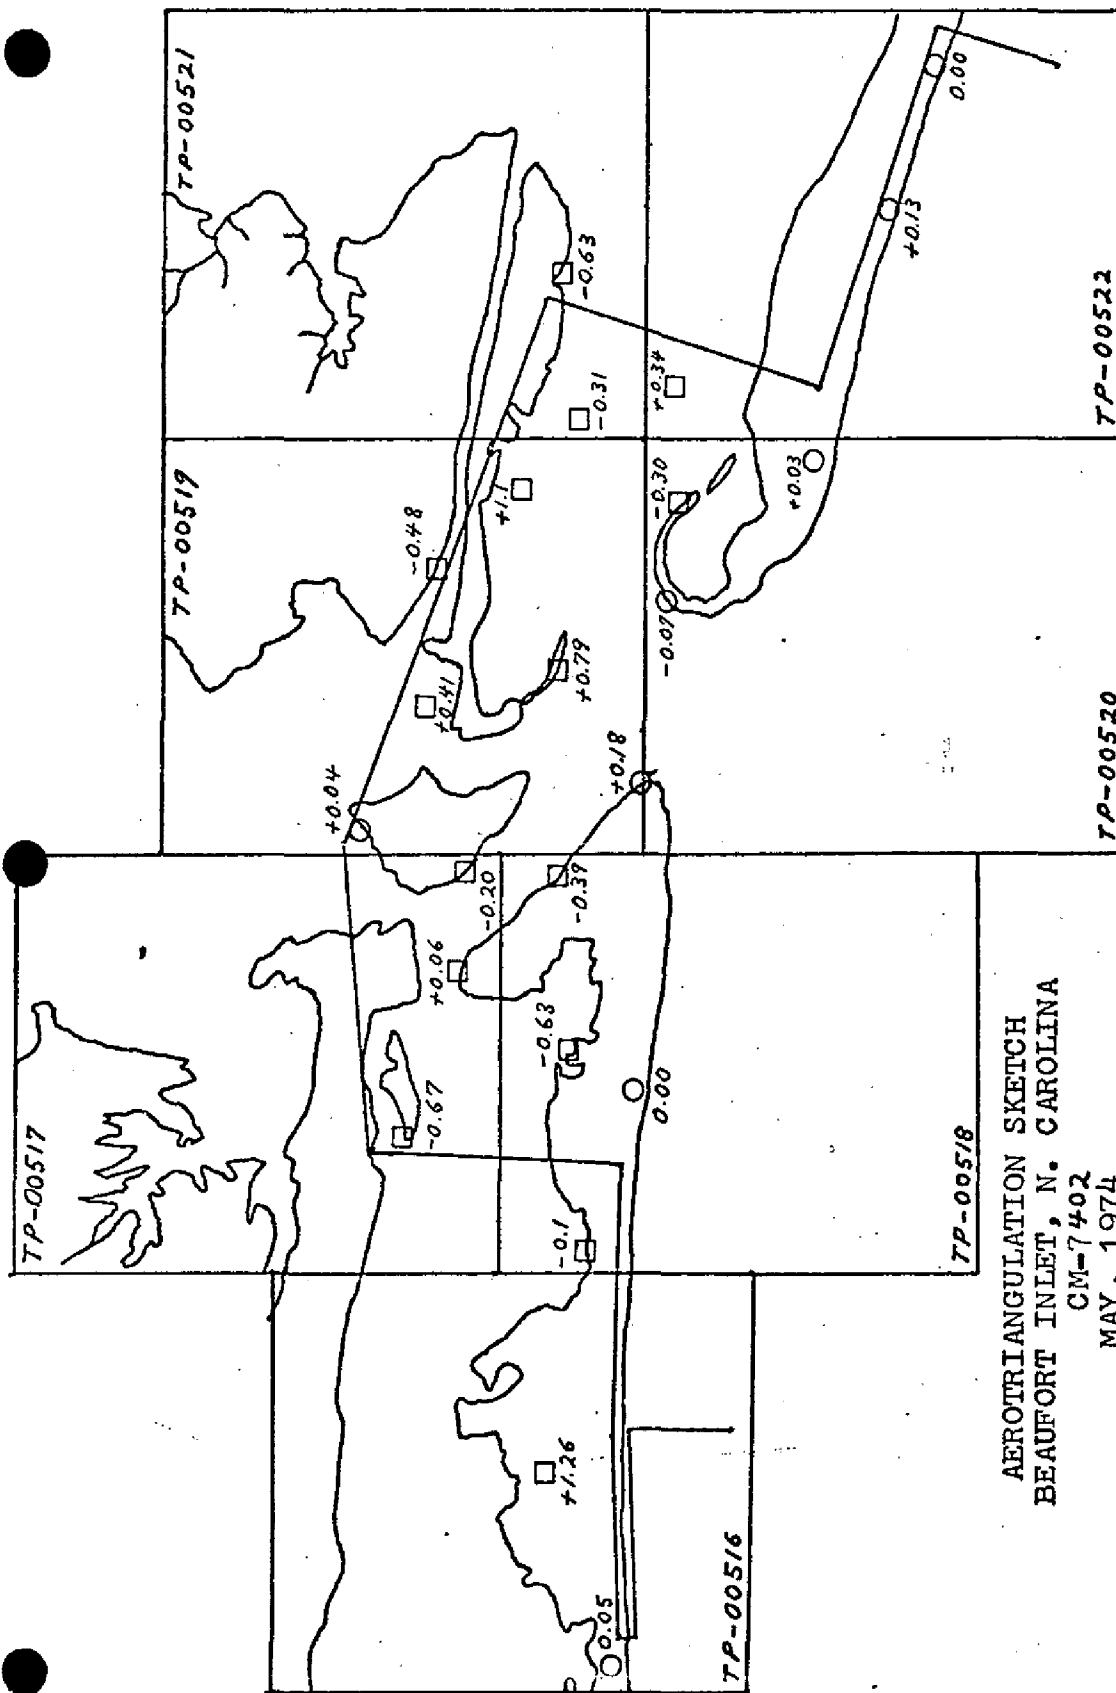 TP-00517
TP-00519
TP-00521
+0.04
-0.48
+0.41
+1.1
-0.31
-0.63
+0.06
-0.20
-0.67
-0.39
-0.63
+0.79
+0.18
-0.07
-0.30
+0.34
+0.03
+0.13
0.00
-0.1
0.00
+1.26
0.05
TP-00516
TP-00518
TP-00520
TP-00522
AEROTRIANGULATION SKETCH
BEAUFORT INLET, N. CAROLINA
CM-7402
MAY, 1974